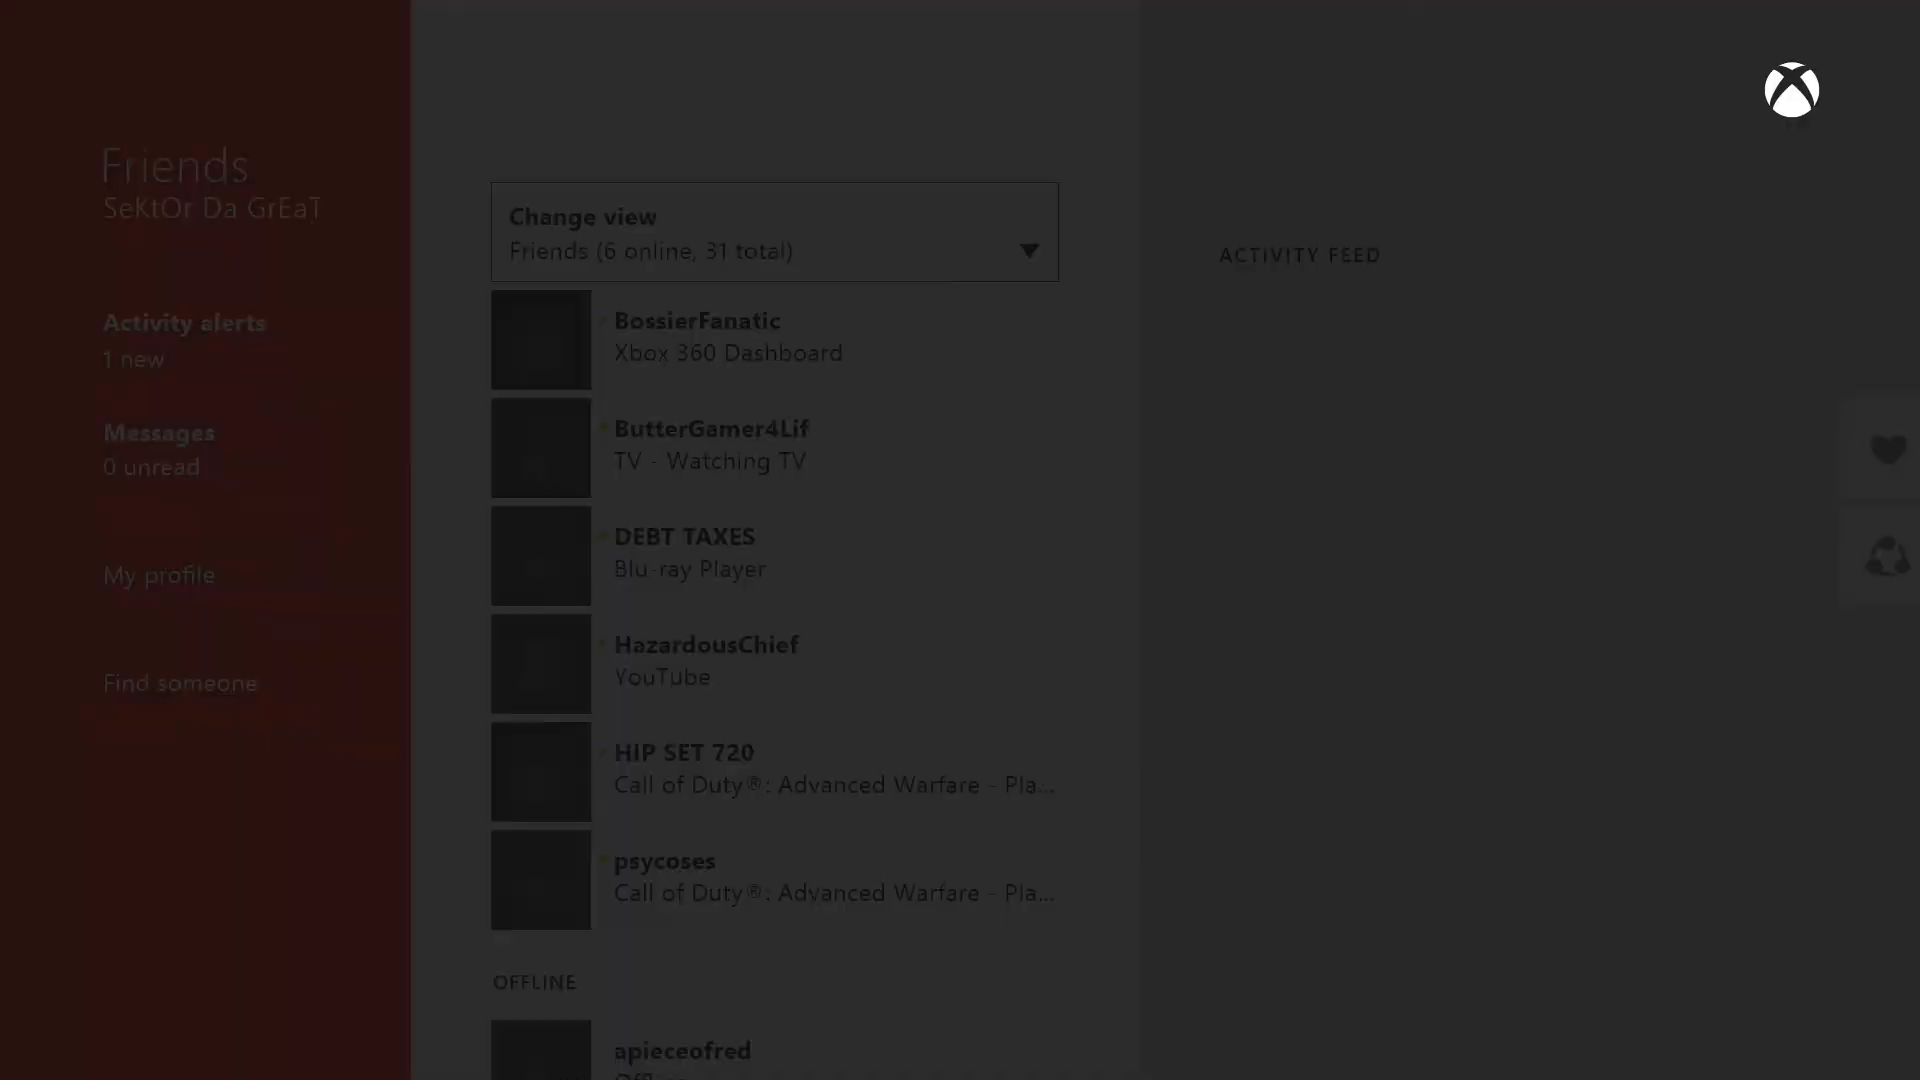 Friends
SeKtOr Da GrEaT
Activity alerts
1 new
Messages
0 unread
My profile
Find someone
Change view
Friends (6 online, 31 total)
BossierFanatic
Xbox 360 Dashboard
ButterGamer4Lif
TV - Watching TV
DEBT TAXES
Blu-ray Player
HazardousChief
YouTube
HIP SET 720
Call of Duty®: Advanced Warfare - Pla...
psycoses
Call of Duty®: Advanced Warfare - Pla...
OFFLINE
apieceofred
ACTIVITY FEED